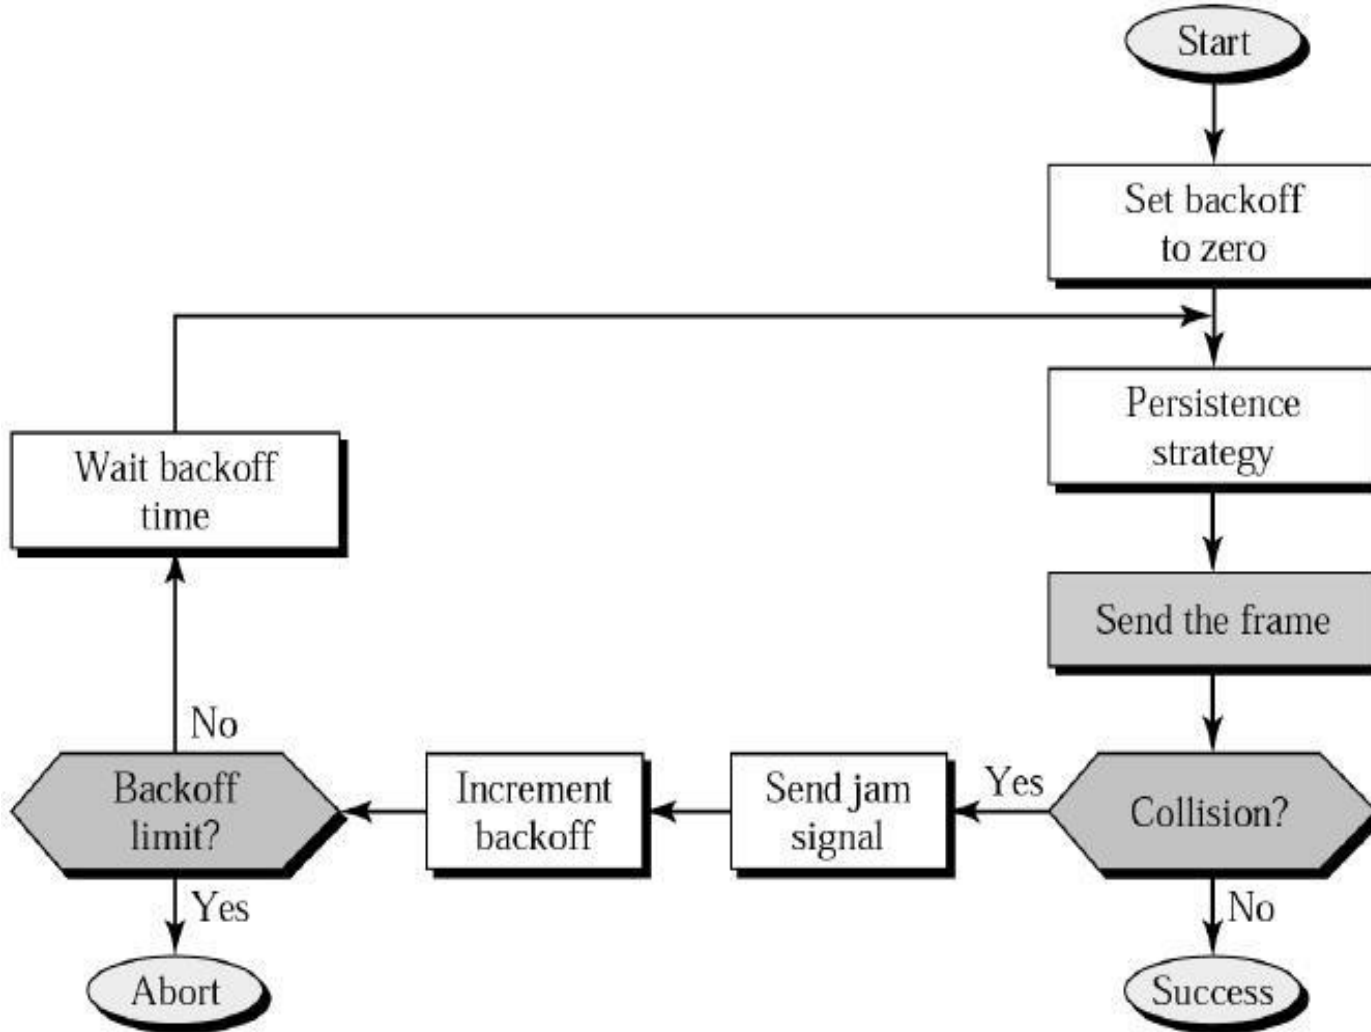 Start
Set backoff
to zero
Persistence
strategy
Wait backoff
time
Send the frame
No
Backoff
limit?
Increment
backoff
Send jam
signal
Yes
Collision?
Yes
No
Abort
Success